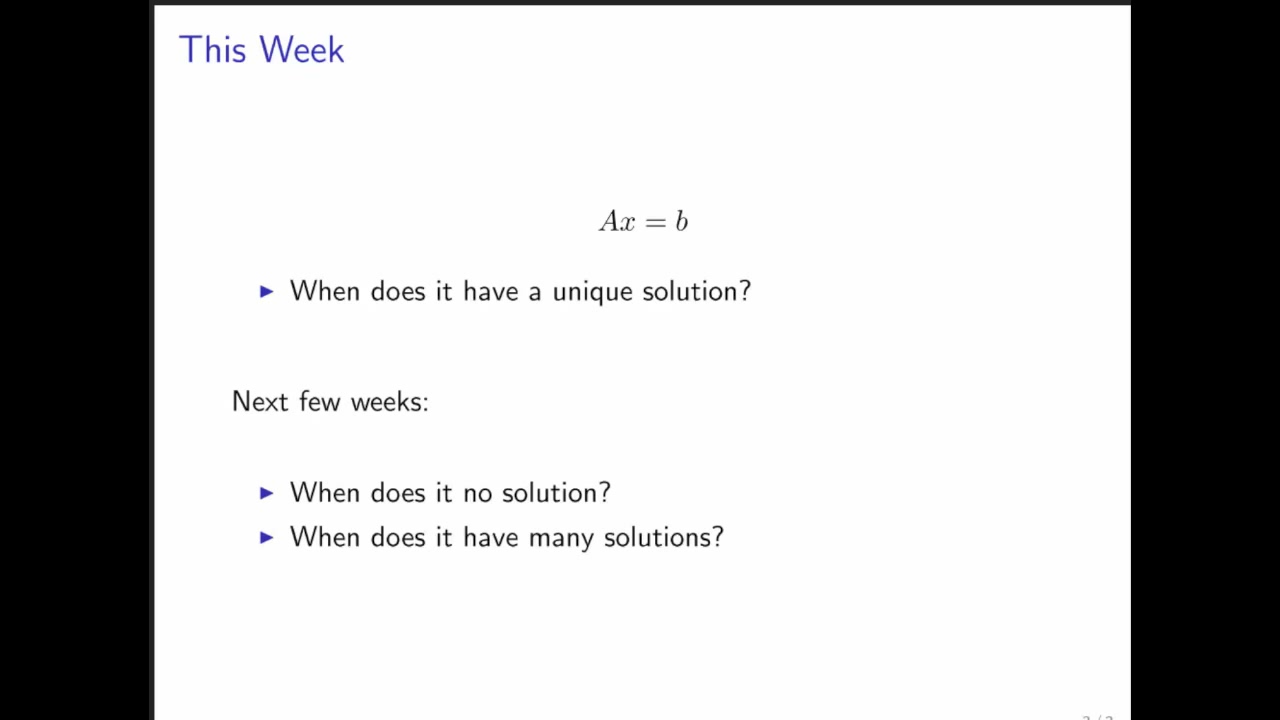 This Week
Ax = b
▶ When does it have a unique solution?
Next few weeks:
▶ When does it no solution?
▶ When does it have many solutions?